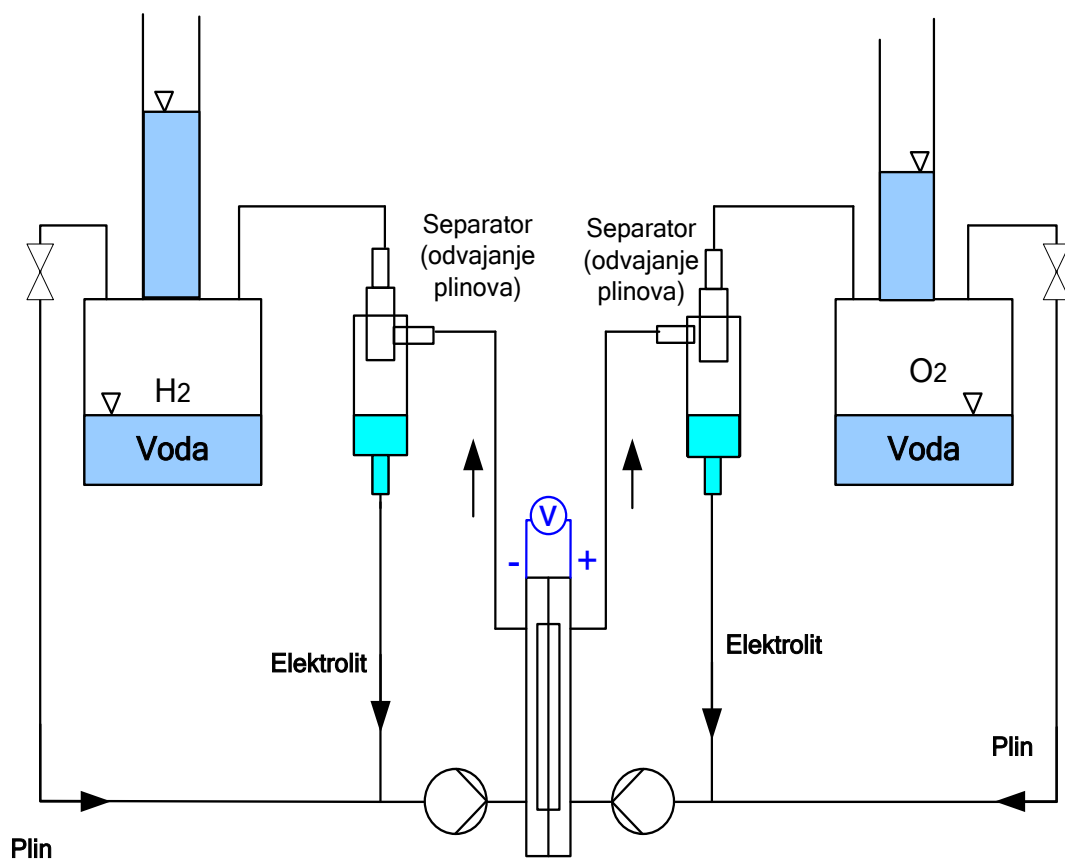 Separator
(odvajanje
plinova)
Separator
(odvajanje
plinova)
H2
O2
Voda
Voda
V
- +
Elektrolit
Elektrolit
Plin
Plin